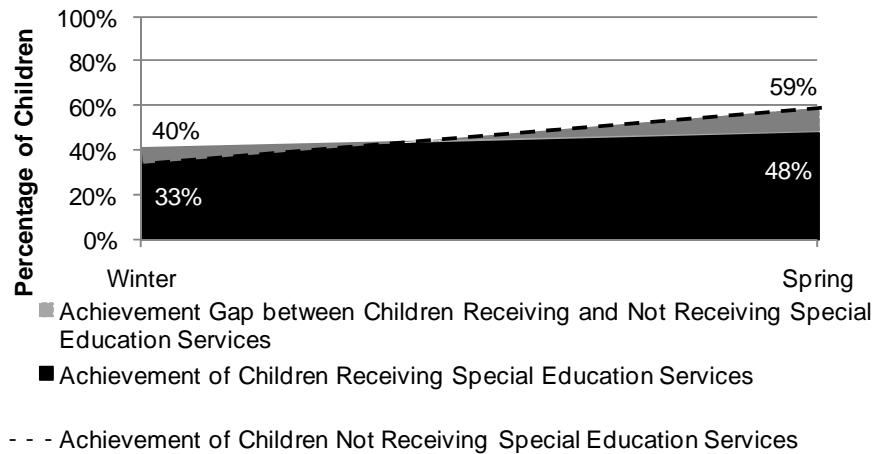 100%
80%
60%
40%
20%
0%
Percentage of Children
40%
33%
59%
48%
Winter
Spring
Achievement Gap between Children Receiving and Not Receiving Special
Education Services
Achievement of Children Receiving Special Education Services
Achievement of Children Not Receiving Special Education Services